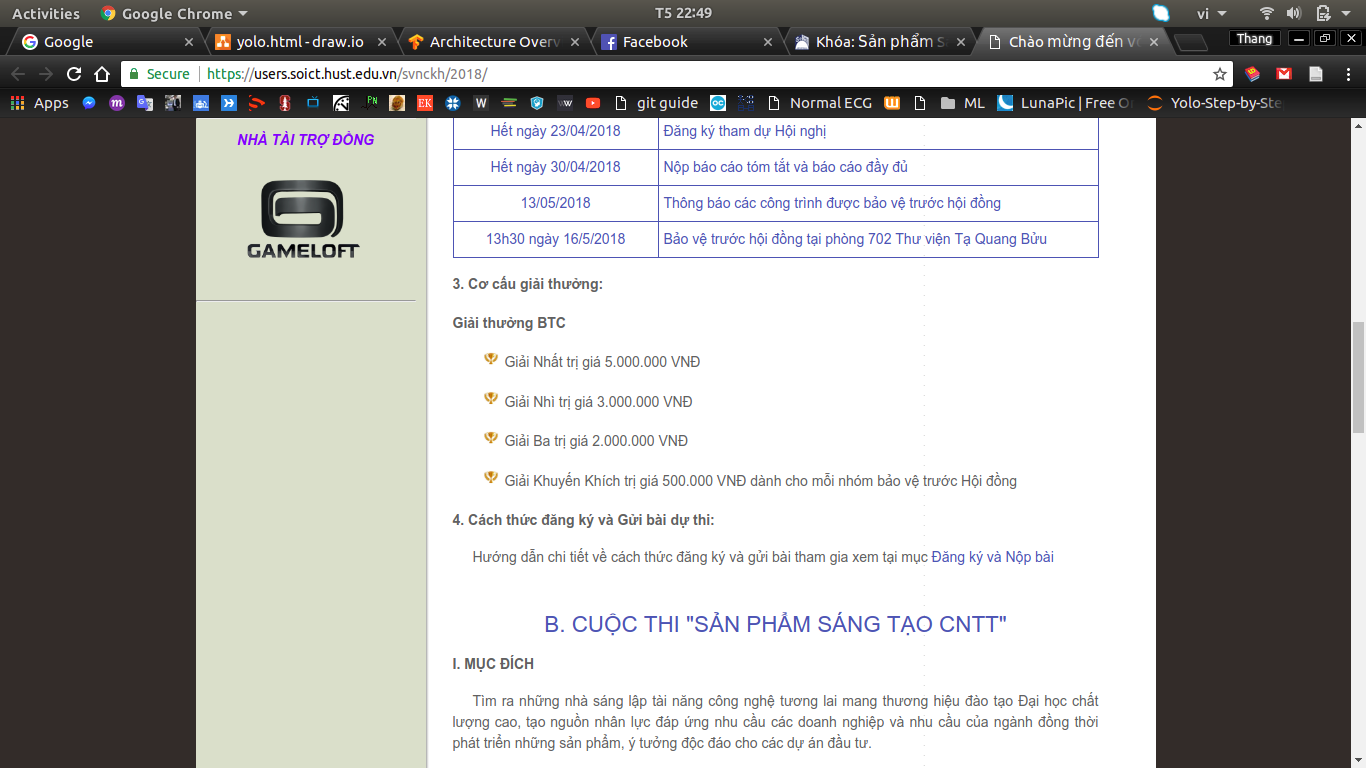 Activities Google Chrome T5 22:49 vi
Google yolo.html - draw.io Architecture Over Facebook Khóa: Sản phẩm S Chào mừng đến vớ Thang
Secure https://users.soict.hust.edu.vn/svnckh/2018/
Apps git guide Normal ECG ML LunaPic | Free O Yolo-Step-by-Ste
NHÀ TÀI TRỢ ĐỒNG
GAMELOFT
Hết ngày 23/04/2018 Đăng ký tham dự Hội nghị
Hết ngày 30/04/2018 Nộp báo cáo tóm tắt và báo cáo đầy đủ
13/05/2018 Thông báo các công trình được bảo vệ trước hội đồng
13h30 ngày 16/5/2018 Bảo vệ trước hội đồng tại phòng 702 Thư viện Tạ Quang Bửu
3. Cơ cấu giải thưởng:
Giải thưởng BTC
Giải Nhất trị giá 5.000.000 VNĐ
Giải Nhì trị giá 3.000.000 VNĐ
Giải Ba trị giá 2.000.000 VNĐ
Giải Khuyến Khích trị giá 500.000 VNĐ dành cho mỗi nhóm bảo vệ trước Hội đồng
4. Cách thức đăng ký và Gửi bài dự thi:
Hướng dẫn chi tiết về cách thức đăng ký và gửi bài tham gia xem tại mục Đăng ký và Nộp bài
B. CUỘC THI "SẢN PHẨM SÁNG TẠO CNTT"
I. MỤC ĐÍCH
Tìm ra những nhà sáng lập tài năng công nghệ tương lai mang thương hiệu đào tạo Đại học chất
lượng cao, tạo nguồn nhân lực đáp ứng nhu cầu các doanh nghiệp và nhu cầu của ngành đồng thời
phát triển những sản phẩm, ý tưởng độc đáo cho các dự án đầu tư.